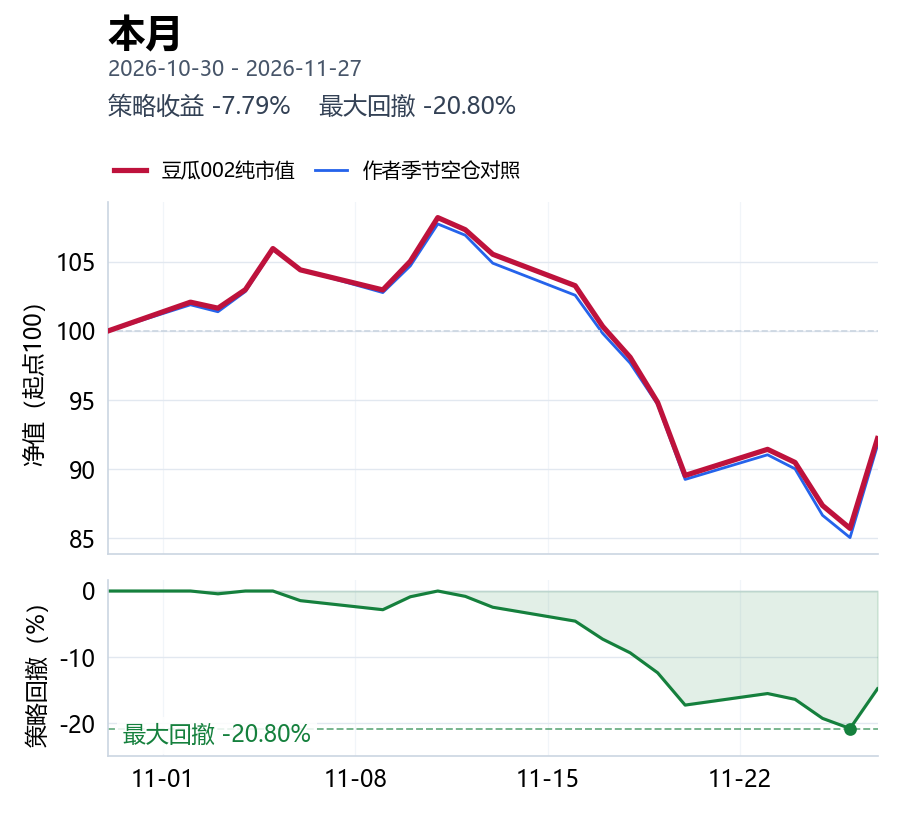 本月
2026-10-30 - 2026-11-27
策略收益 -7.79% 最大回撤 -20.80%
豆瓜002纯市值 作者季节空仓对照
净值（起点100）
105
100
95
90
85
策略回撤（%）
0
-10
-20
最大回撤 -20.80%
11-01 11-08 11-15 11-22